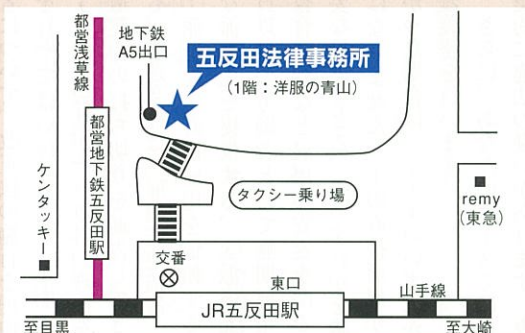 都営浅草線
地下鉄
A5出口
五反田法律事務所
(1階：洋服の青山)
都営地下鉄五反田駅
ケンタッキー
タクシー乗り場
remy
(東急)
交番
東口
山手線
JR五反田駅
至目黒
至大崎